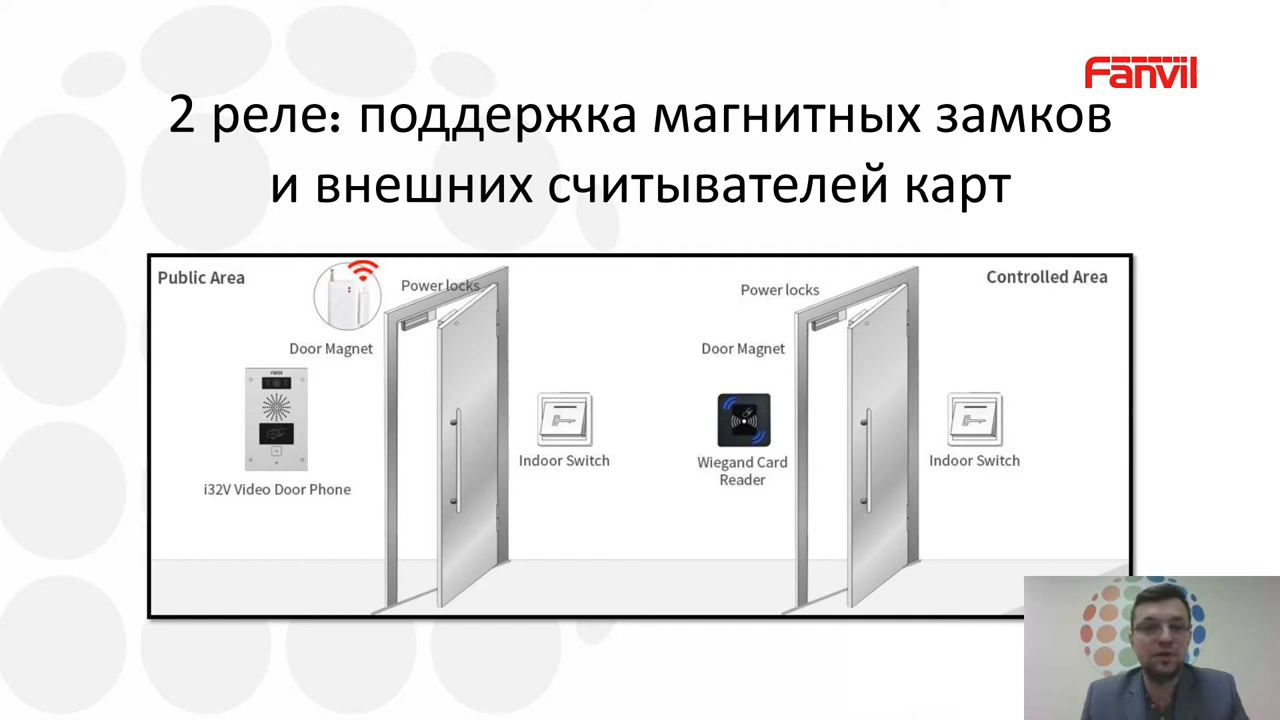 Fanvil
2 реле: поддержка магнитных замков
и внешних считывателей карт
Public Area
Power locks
Door Magnet
i32V Video Door Phone
Indoor Switch
Power locks
Controlled Area
Door Magnet
Wiegand Card
Reader
Indoor Switch